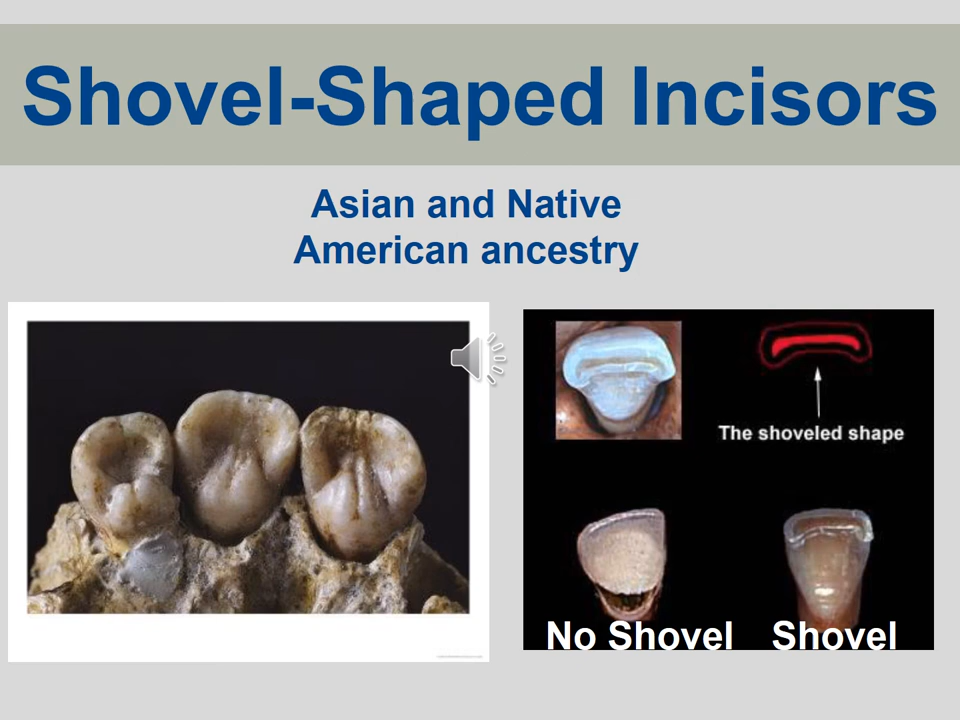 Shovel-Shaped Incisors
Asian and Native
American ancestry
The shoveled shape
No Shovel
Shovel